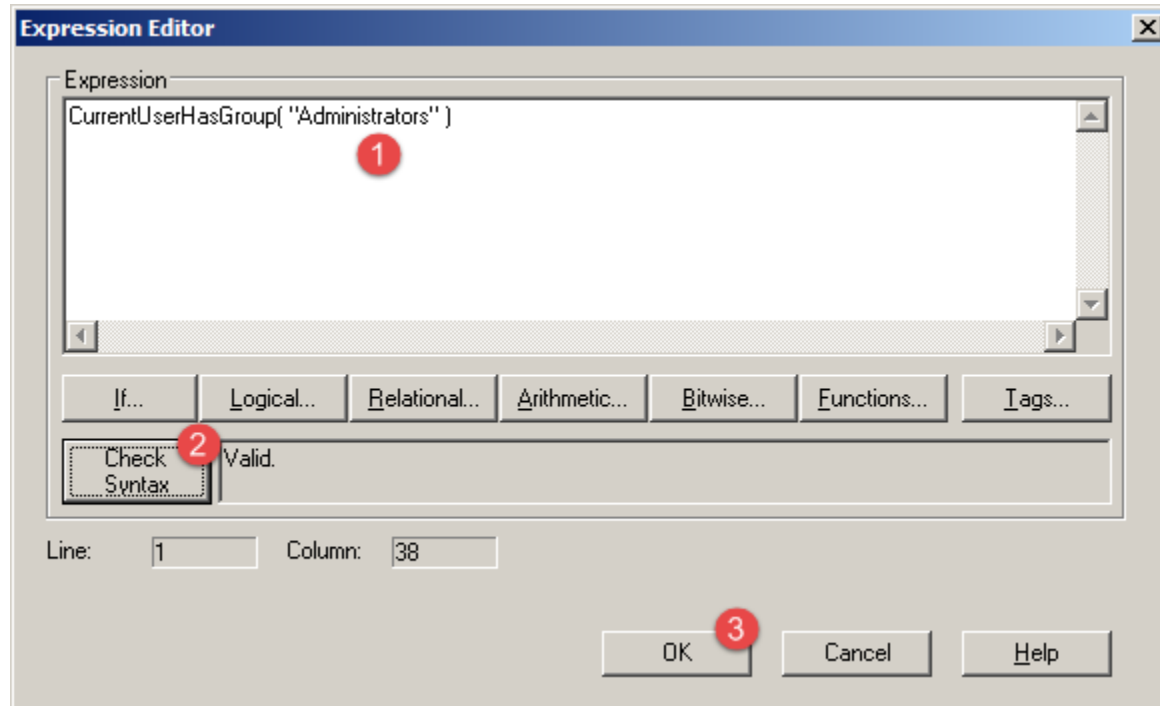 Expression Editor
Expression
CurrentUserHasGroup( "Administrators" )
1
If... Logical... Relational... Arithmetic... Bitwise... Functions... Tags...
2
Check Valid.
Syntax
Line: 1 Column: 38
3
OK Cancel Help